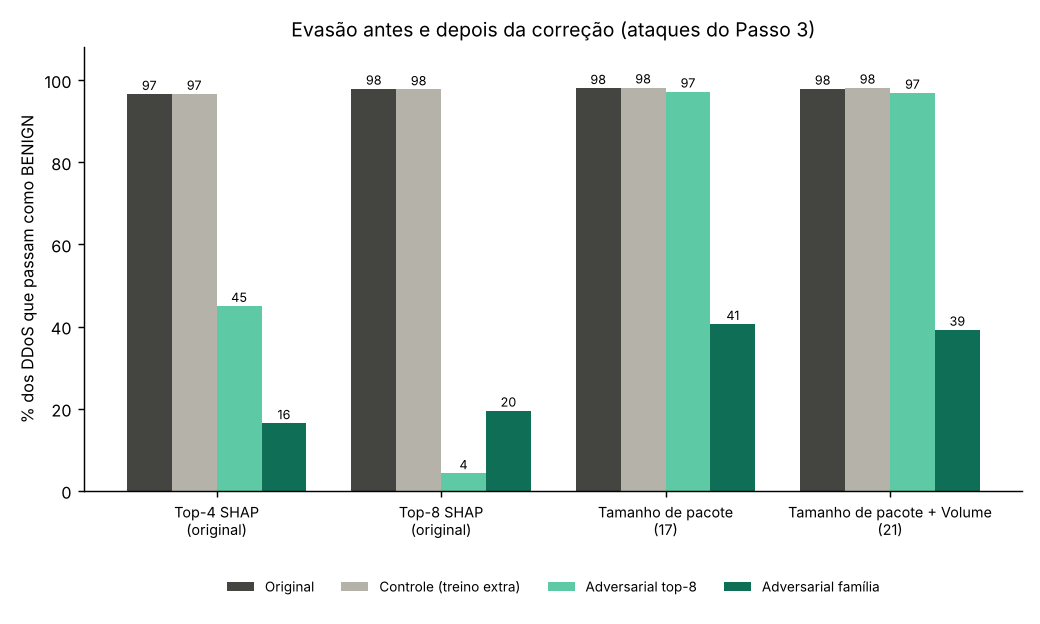 Evasão antes e depois da correção (ataques do Passo 3)
% dos DDoS que passam como BENIGN
100
80
60
40
20
0
97
97
45
16
98
98
4
20
98
98
97
41
98
98
97
39
Top-4 SHAP
(original)
Top-8 SHAP
(original)
Tamanho de pacote
(17)
Tamanho de pacote + Volume
(21)
Original
Controle (treino extra)
Adversarial top-8
Adversarial família